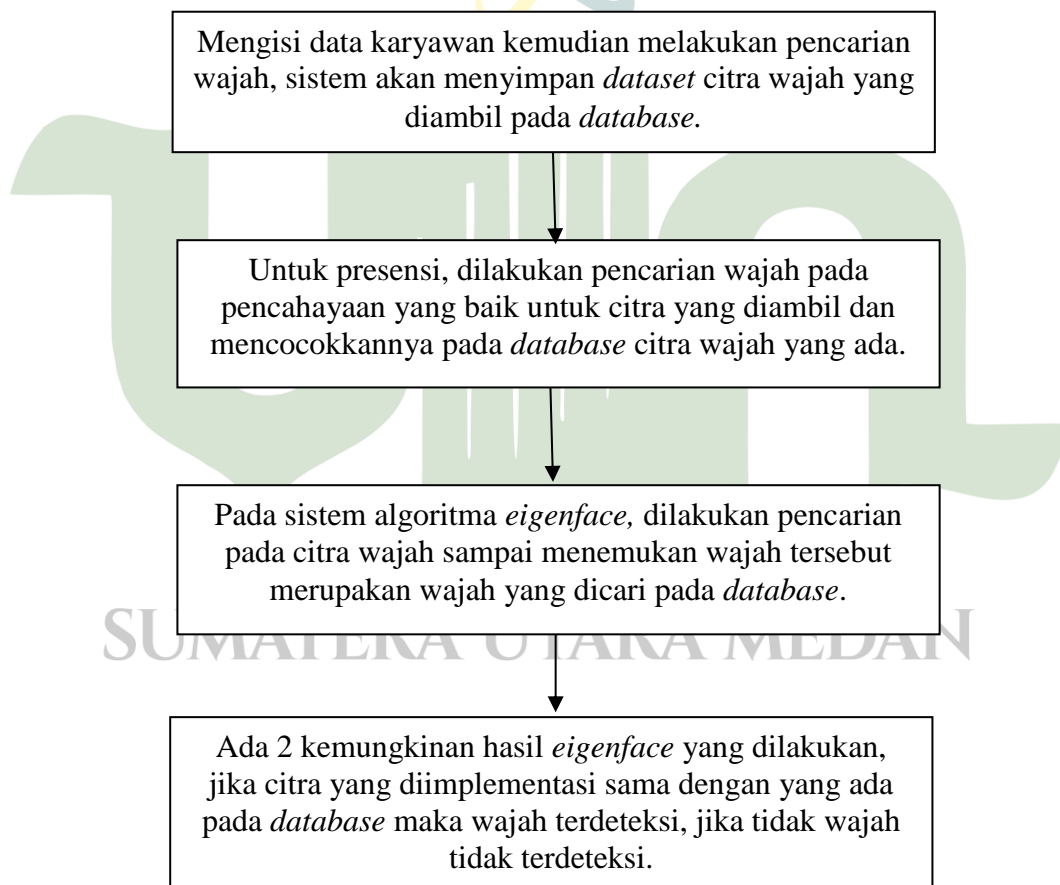 Mengisi data karyawan kemudian melakukan pencarian
wajah, sistem akan menyimpan dataset citra wajah yang
diambil pada database.
Untuk presensi, dilakukan pencarian wajah pada
pencahayaan yang baik untuk citra yang diambil dan
mencocokkannya pada database citra wajah yang ada.
Pada sistem algoritma eigenface, dilakukan pencarian
pada citra wajah sampai menemukan wajah tersebut
merupakan wajah yang dicari pada database.
SUMATERA UTARA MEDAN
Ada 2 kemungkinan hasil eigenface yang dilakukan,
jika citra yang diimplementasi sama dengan yang ada
pada database maka wajah terdeteksi, jika tidak wajah
tidak terdeteksi.